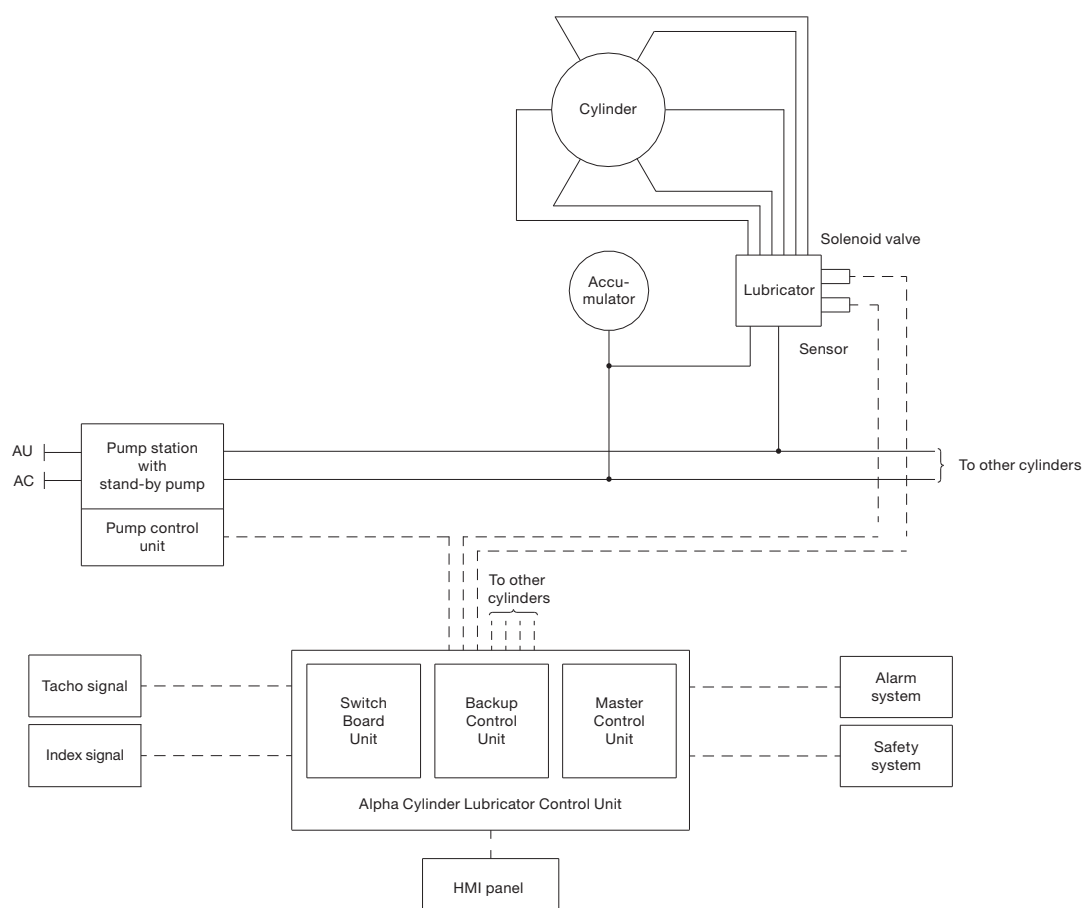 Cylinder
Solenoid valve
Accu-
mulator
Lubricator
Sensor
AU
AC
Pump station
with
stand-by pump
To other cylinders
Pump control
unit
To other
cylinders
Tacho signal
Index signal
Switch
Board
Unit
Backup
Control
Unit
Master
Control
Unit
Alarm
system
Safety
system
Alpha Cylinder Lubricator Control Unit
HMI panel